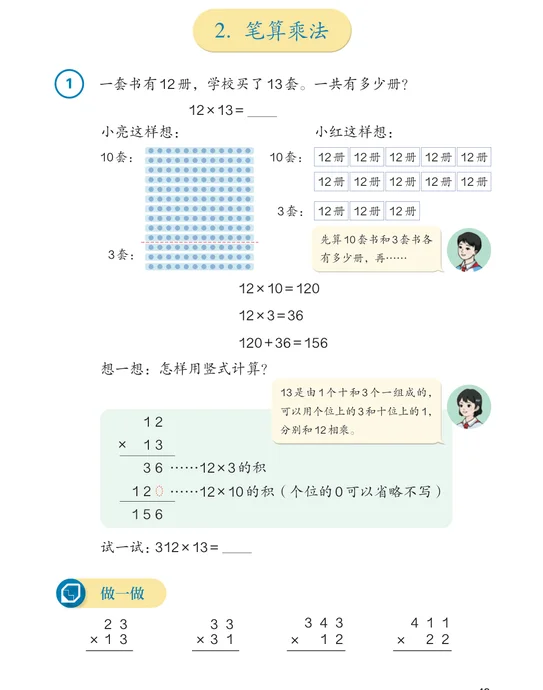 2. 笔算乘法
1 一套书有12册，学校买了13套。一共有多少册?
12×13=____
小亮这样想：
10套：
3套：
小红这样想：
10套： 12册 12册 12册 12册 12册
12册 12册 12册 12册 12册
3套： 12册 12册 12册
先算10套书和3套书各
有多少册，再……
12×10=120
12×3=36
120+36=156
想一想：怎样用竖式计算?
13是由1个十和3个一组成的，
可以用个位上的3和十位上的1，
分别和12相乘。
12
× 13
36 ……12×3的积
120 ……12×10的积（个位的0可以省略不写）
156
试一试：312×13=____
做一做
23 33 343 411
×13 ×31 × 12 × 22